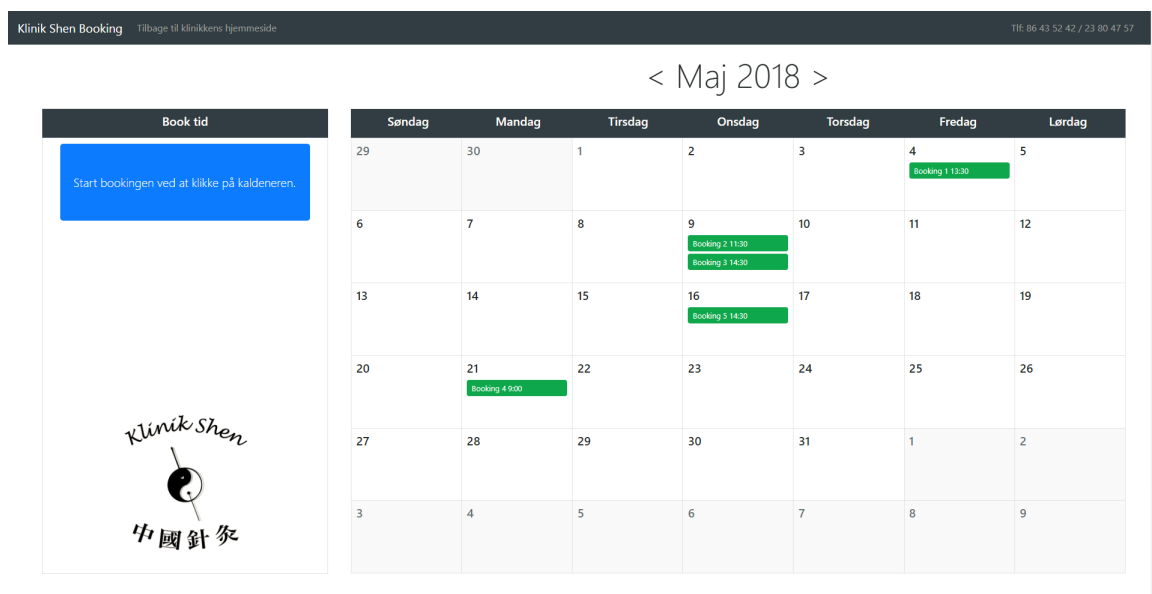 Klinik Shen Booking Tilbage til klinikkens hjemmeside Tlf: 86 43 52 42 / 23 80 47 57
< Maj 2018 >
Book tid
Start bookingen ved at klikke på kaldeneren.
Klinik Shen
中國針灸
Søndag Mandag Tirsdag Onsdag Torsdag Fredag Lørdag
29 30 1 2 3 4 5
Booking 1 13:30
6 7 8 9 10 11 12
Booking 2 11:30
Booking 3 14:30
13 14 15 16 17 18 19
Booking 5 14:30
20 21 22 23 24 25 26
Booking 4 9:00
27 28 29 30 31 1 2
3 4 5 6 7 8 9